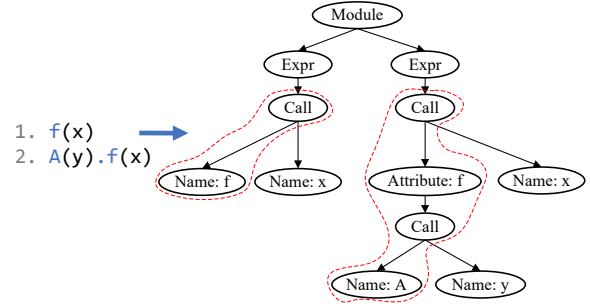 Module
Expr
Expr
Call
Call
1. f(x)
2. A(y).f(x)
Name: f
Name: x
Attribute: f
Name: x
Call
Name: A
Name: y